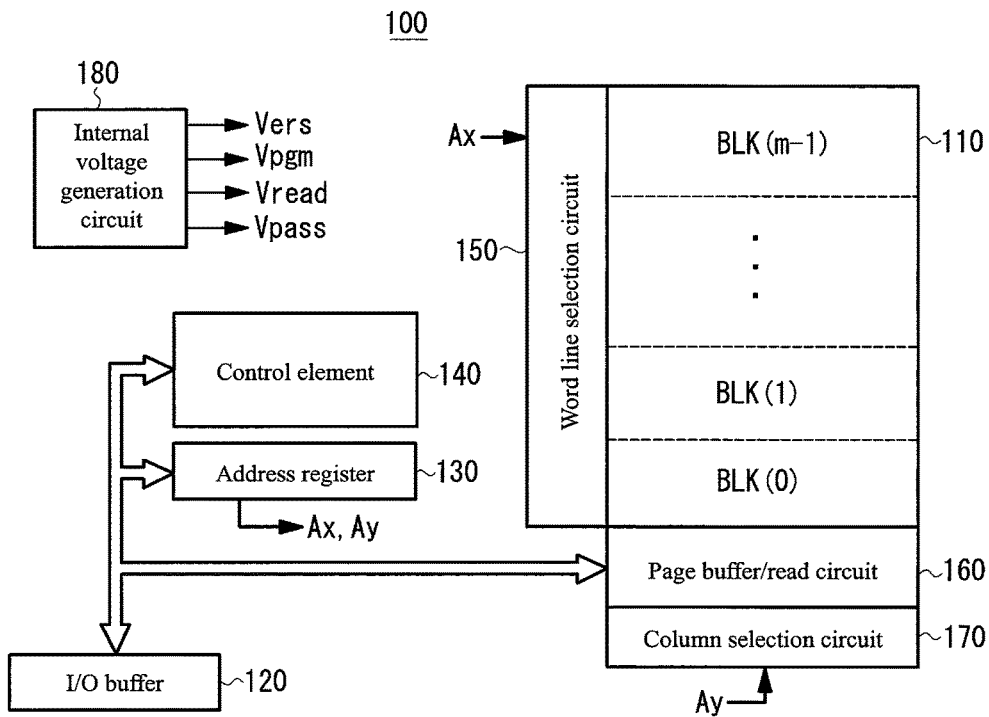 100
180
Internal
voltage
generation
circuit
Vers
Vpgm
Vread
Vpass
Ax
150
Word line selection circuit
BLK(m-1)
110
BLK(1)
BLK(0)
Control element
140
Address register
130
Ax, Ay
Page buffer/read circuit
160
Column selection circuit
170
I/O buffer
120
Ay